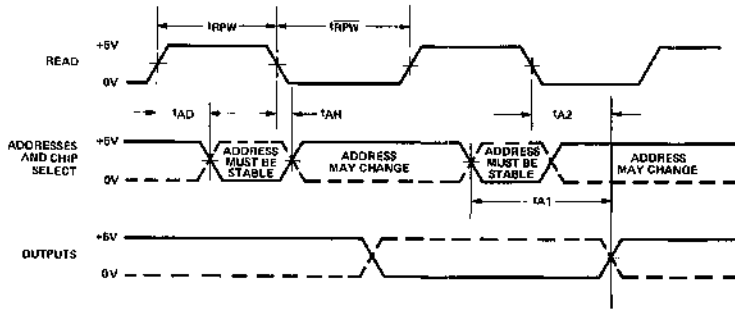 tRPW
tRPW
+5V
READ
0V
tAD
tAH
tA2
+5V
ADDRESSES
AND CHIP
SELECT
0V
ADDRESS
MUST BE
STABLE
ADDRESS
MAY CHANGE
ADDRESS
MUST BE
STABLE
ADDRESS
MAY CHANGE
tA1
+5V
OUTPUTS
0V